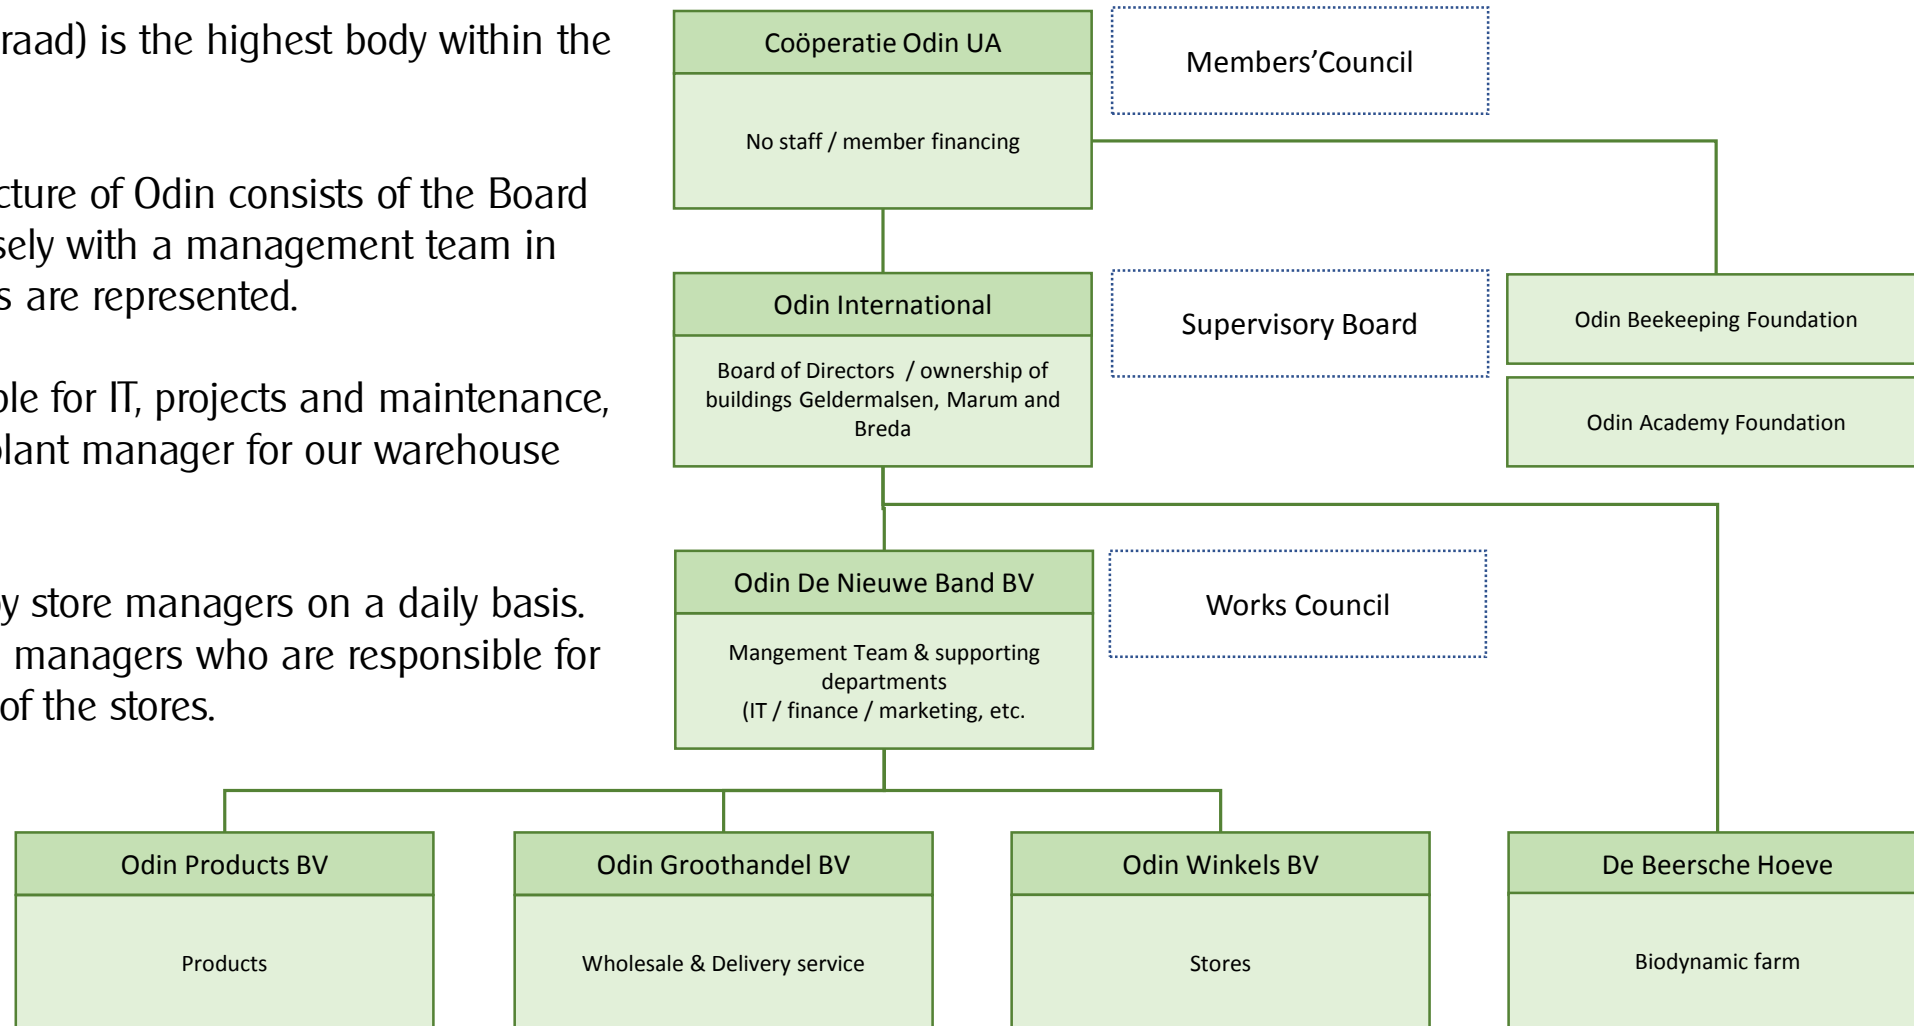 raad) is the highest body within the
cture of Odin consists of the Board
sely with a management team in
s are represented.
ble for IT, projects and maintenance,
plant manager for our warehouse
by store managers on a daily basis.
managers who are responsible for
of the stores.
Coöperatie Odin UA
No staff / member financing
Members'Council
Odin International
Board of Directors / ownership of
buildings Geldermalsen, Marum and
Breda
Supervisory Board
Odin Beekeeping Foundation
Odin Academy Foundation
Odin De Nieuwe Band BV
Mangement Team & supporting
departments
(IT / finance / marketing, etc.
Works Council
Odin Products BV
Products
Odin Groothandel BV
Wholesale & Delivery service
Odin Winkels BV
Stores
De Beersche Hoeve
Biodynamic farm